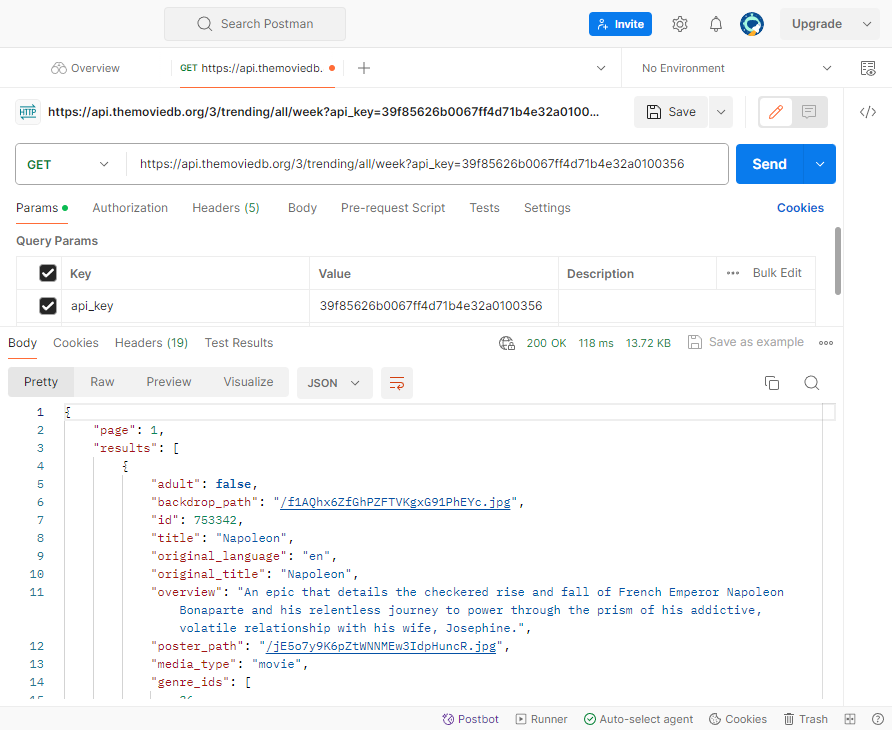 Search Postman
Invite
Upgrade
Overview
GET https://api.themoviedb.
No Environment
HTTP
https://api.themoviedb.org/3/trending/all/week?api_key=39f85626b0067ff4d71b4e32a0100...
Save
GET
https://api.themoviedb.org/3/trending/all/week?api_key=39f85626b0067ff4d71b4e32a0100356
Send
Params Authorization Headers (5) Body Pre-request Script Tests Settings Cookies
Query Params
Key Value Description Bulk Edit
api_key 39f85626b0067ff4d71b4e32a0100356
Body Cookies Headers (19) Test Results 200 OK 118 ms 13.72 KB Save as example
Pretty Raw Preview Visualize JSON
1 {
2 "page": 1,
3 "results": [
4 {
5 "adult": false,
6 "backdrop_path": "/f1AQhx6ZfGhPZFTVKgxG91PhEYc.jpg",
7 "id": 753342,
8 "title": "Napoleon",
9 "original_language": "en",
10 "original_title": "Napoleon",
11 "overview": "An epic that details the checkered rise and fall of French Emperor Napoleon
Bonaparte and his relentless journey to power through the prism of his addictive,
volatile relationship with his wife, Josephine.",
12 "poster_path": "/jE5o7y9K6pZtWNNMEw3IdpHuncR.jpg",
13 "media_type": "movie",
14 "genre_ids": [
15 36
Postbot Runner Auto-select agent Cookies Trash